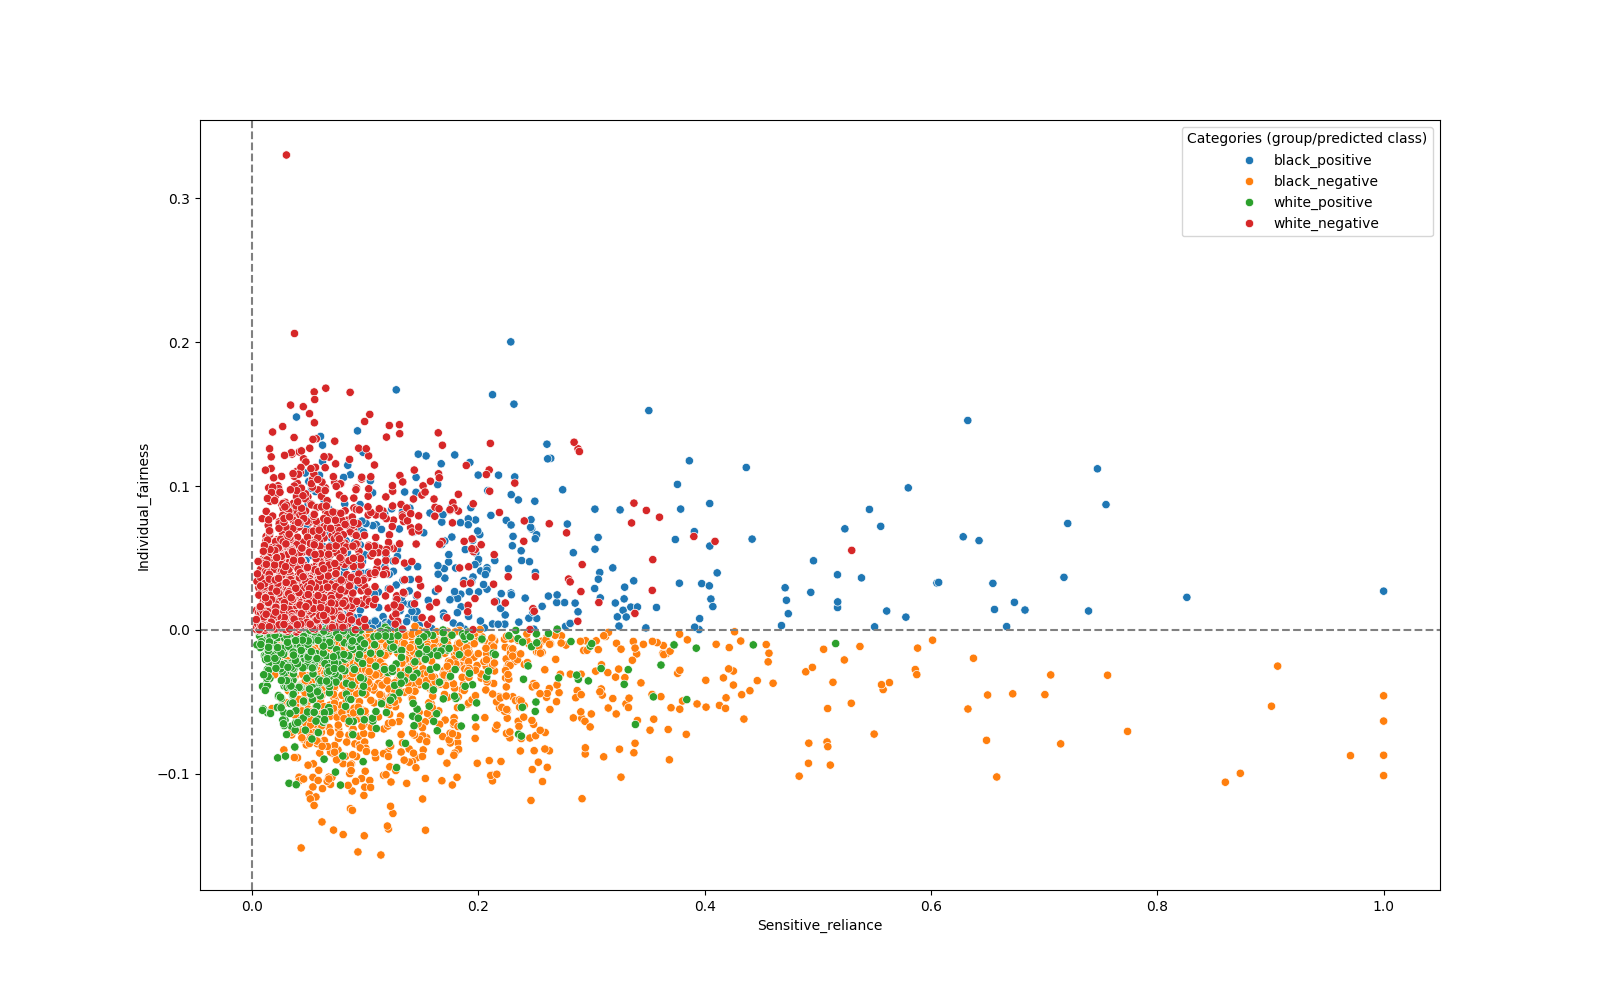 Categories (group/predicted class)
black_positive
black_negative
white_positive
white_negative
0.3
0.2
0.1
0.0
−0.1
Individual_fairness
0.0 0.2 0.4 0.6 0.8 1.0
Sensitive_reliance